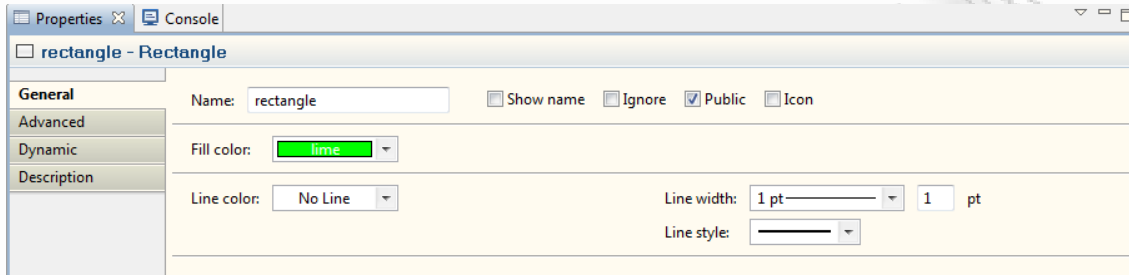 Properties Console
rectangle - Rectangle
General
Advanced
Dynamic
Description
Name: rectangle Show name Ignore Public Icon
Fill color: lime
Line color: No Line Line width: 1 pt 1 pt
Line style: